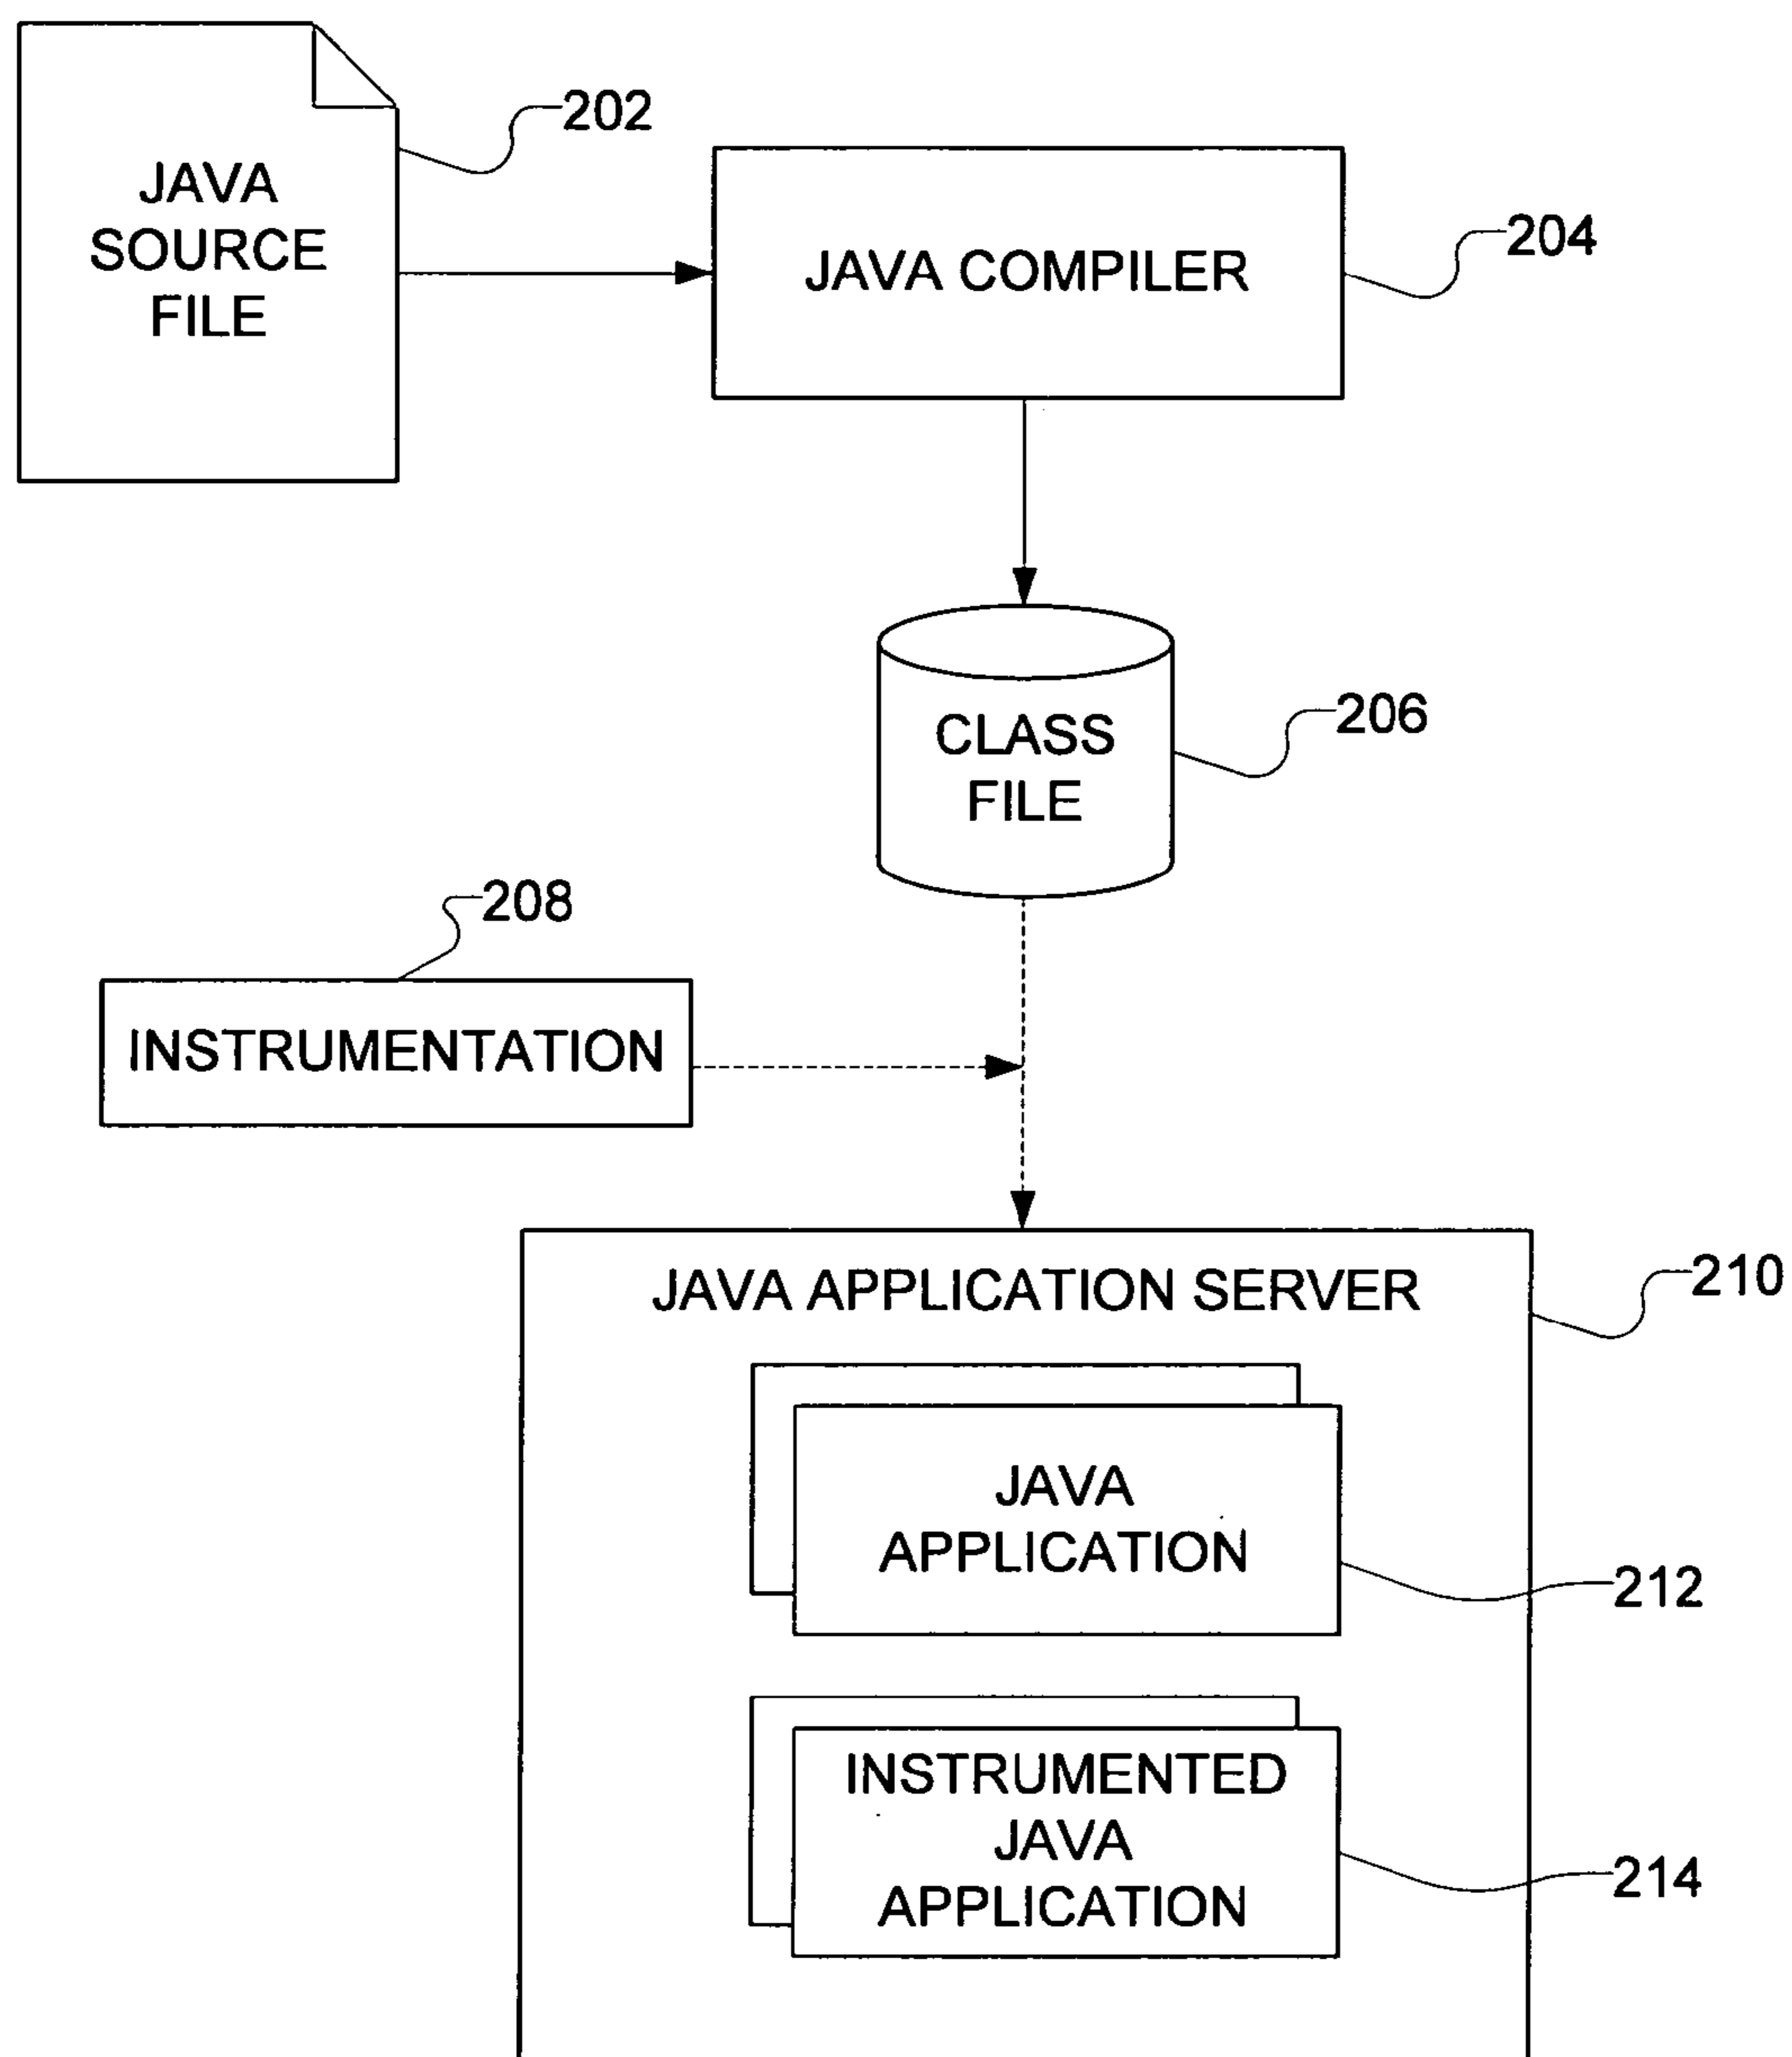 202
JAVA
SOURCE
FILE
JAVA COMPILER
204
CLASS
FILE
206
208
INSTRUMENTATION
JAVA APPLICATION SERVER
210
JAVA
APPLICATION
212
INSTRUMENTED
JAVA
APPLICATION
214